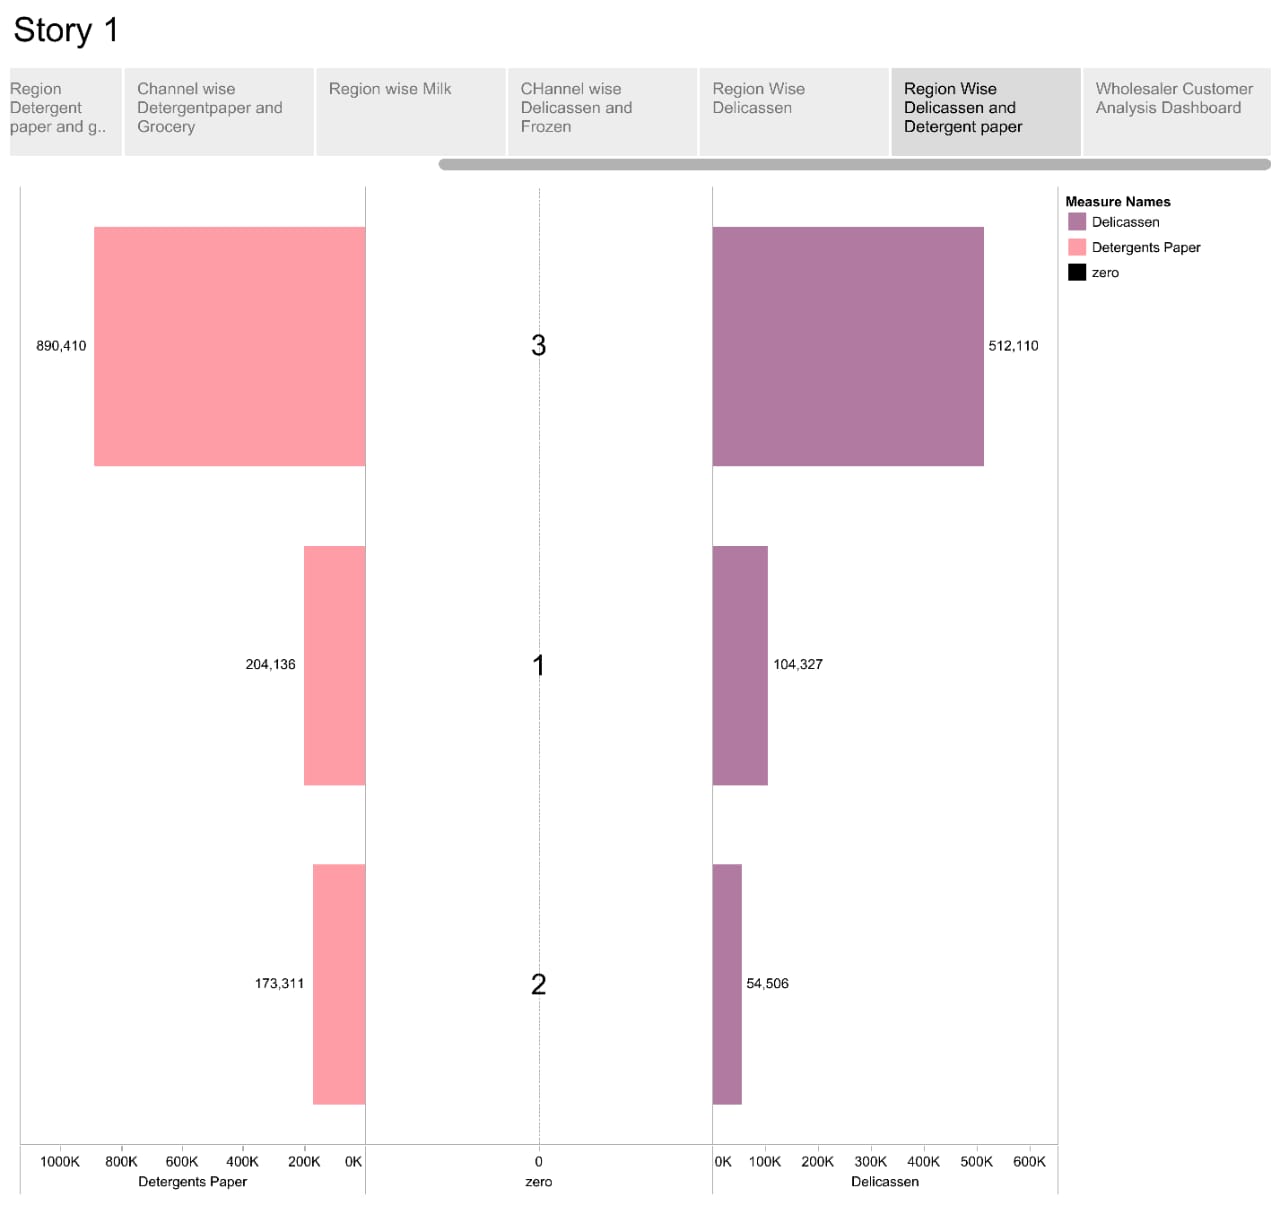 Story 1
Region
Detergent
paper and g..
Channel wise
Detergentpaper and
Grocery
Region wise Milk
CHannel wise
Delicassen and
Frozen
Region Wise
Delicassen
Region Wise
Delicassen and
Detergent paper
Wholesaler Customer
Analysis Dashboard
Measure Names
Delicassen
Detergents Paper
zero
890,410
3
512,110
204,136
1
104,327
173,311
2
54,506
1000K 800K 600K 400K 200K 0K
Detergents Paper
0
zero
0K 100K 200K 300K 400K 500K 600K
Delicassen